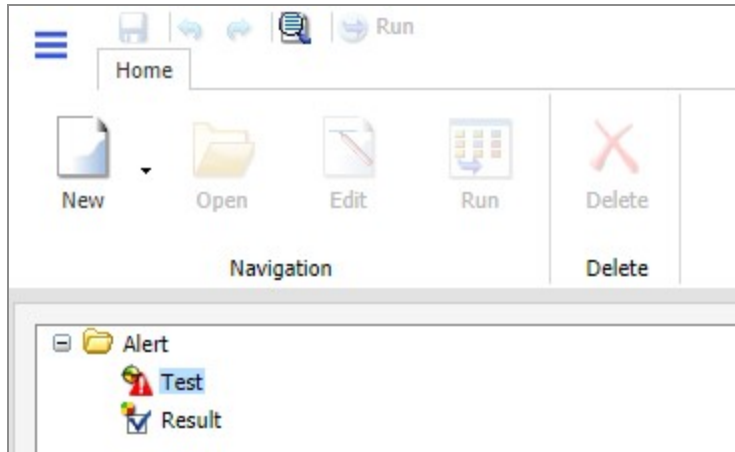 Run
Home
New Open Edit Run Delete
Navigation Delete
Alert
Test
Result